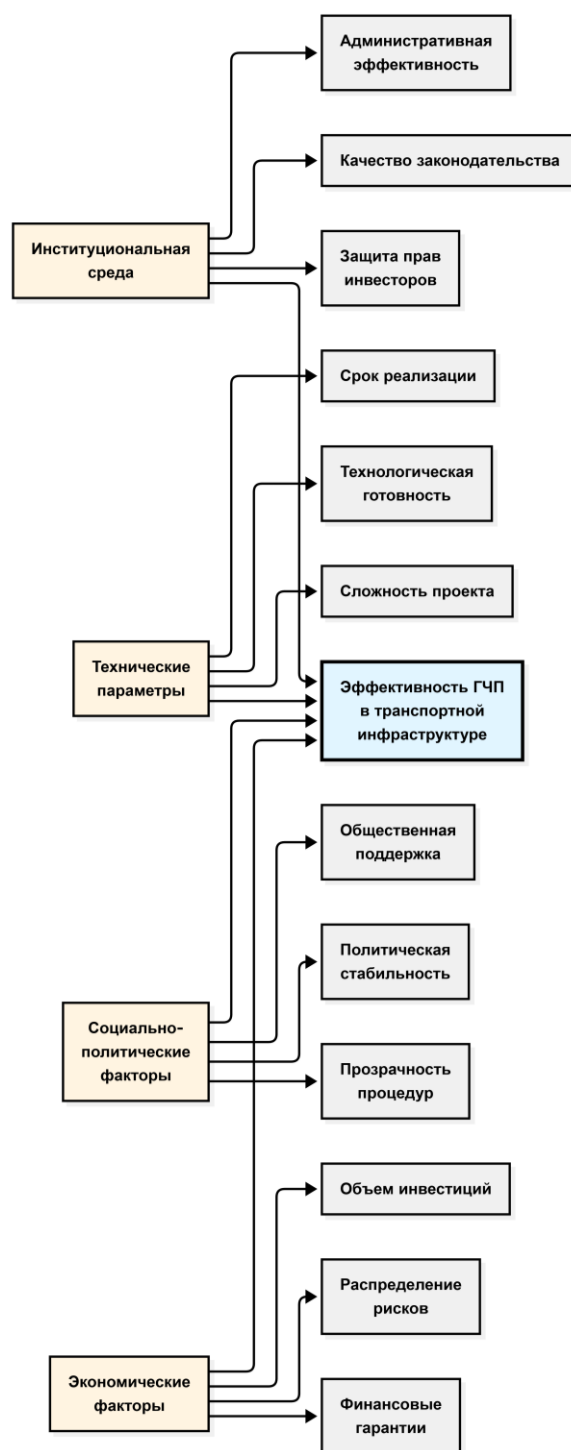 Административная
эффективность
Качество законодательства
Институциональная
среда
Защита прав
инвесторов
Срок реализации
Технологическая
готовность
Сложность проекта
Технические
параметры
Эффективность ГЧП
в транспортной
инфраструктуре
Общественная
поддержка
Политическая
стабильность
Социально-
политические
факторы
Прозрачность
процедур
Объем инвестиций
Распределение
рисков
Экономические
факторы
Финансовые
гарантии